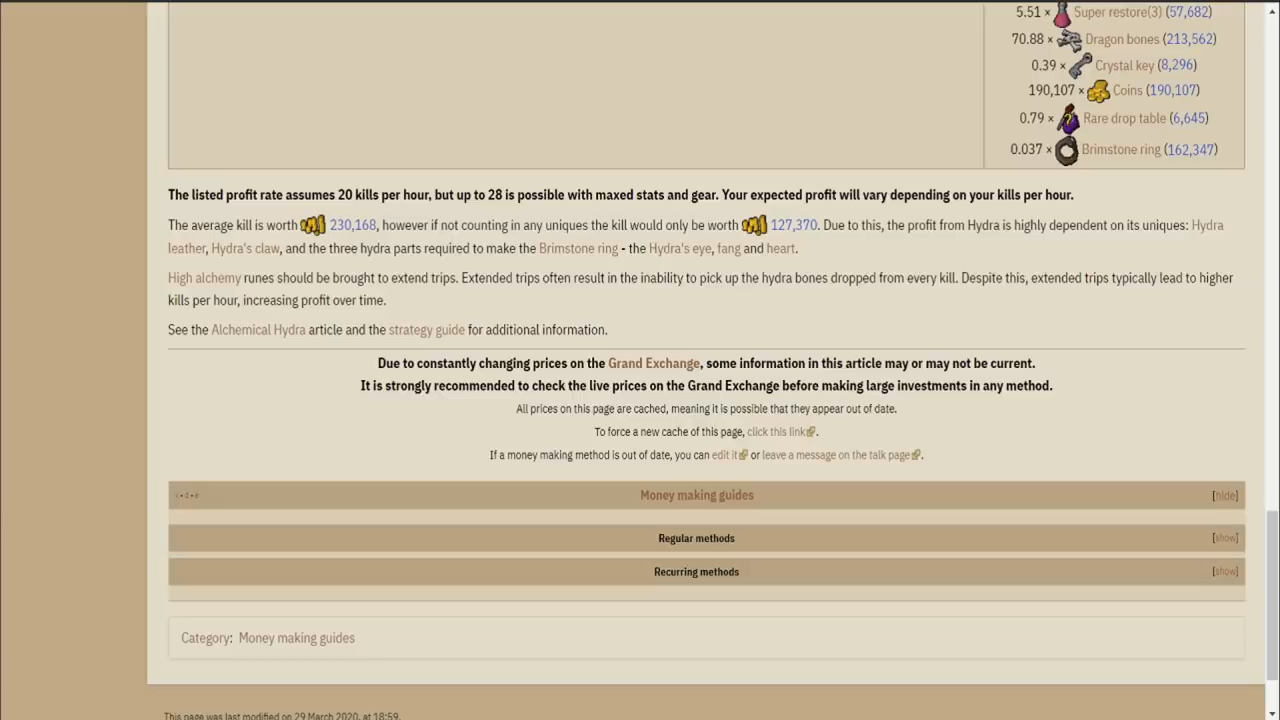 5.51 × Super restore(3) (57,682)
70.88 × Dragon bones (213,562)
0.39 × Crystal key (8,296)
190,107 × Coins (190,107)
0.79 × Rare drop table (6,645)
0.037 × Brimstone ring (162,347)
The listed profit rate assumes 20 kills per hour, but up to 28 is possible with maxed stats and gear. Your expected profit will vary depending on your kills per hour.
The average kill is worth 230,168, however if not counting in any uniques the kill would only be worth 127,370. Due to this, the profit from Hydra is highly dependent on its uniques: Hydra
leather, Hydra's claw, and the three hydra parts required to make the Brimstone ring - the Hydra's eye, fang and heart.
High alchemy runes should be brought to extend trips. Extended trips often result in the inability to pick up the hydra bones dropped from every kill. Despite this, extended trips typically lead to higher
kills per hour, increasing profit over time.
See the Alchemical Hydra article and the strategy guide for additional information.
Due to constantly changing prices on the Grand Exchange, some information in this article may or may not be current.
It is strongly recommended to check the live prices on the Grand Exchange before making large investments in any method.
All prices on this page are cached, meaning it is possible that they appear out of date.
To force a new cache of this page, click this link.
If a money making method is out of date, you can edit it or leave a message on the talk page.
Money making guides [hide]
Regular methods [show]
Recurring methods [show]
Category: Money making guides
This page was last modified on 29 March 2020, at 18:59.